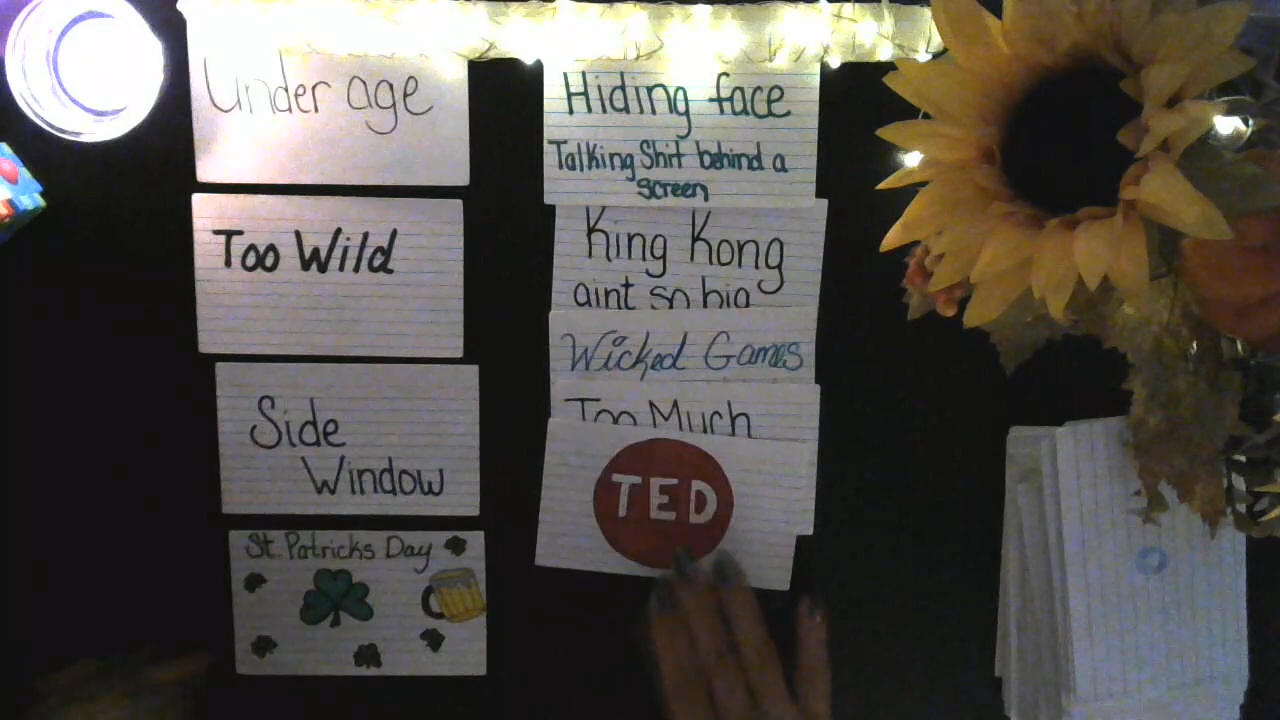 Under age
Too Wild
Side
Window
St. Patricks Day
Hiding face
Talking Shit behind a
screen
King Kong
aint so big
Wicked Games
Too Much
TED